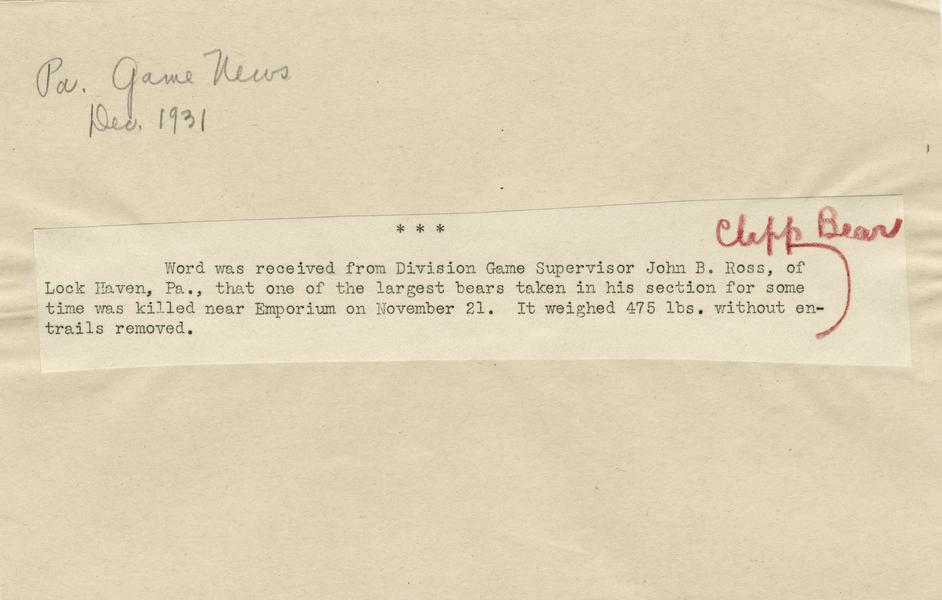 Pa. Game News
Dec. 1931
* * *
Clepp Bear
Word was received from Division Game Supervisor John B. Ross, of
Lock Haven, Pa., that one of the largest bears taken in his section for some
time was killed near Emporium on November 21. It weighed 475 lbs. without en-
trails removed.